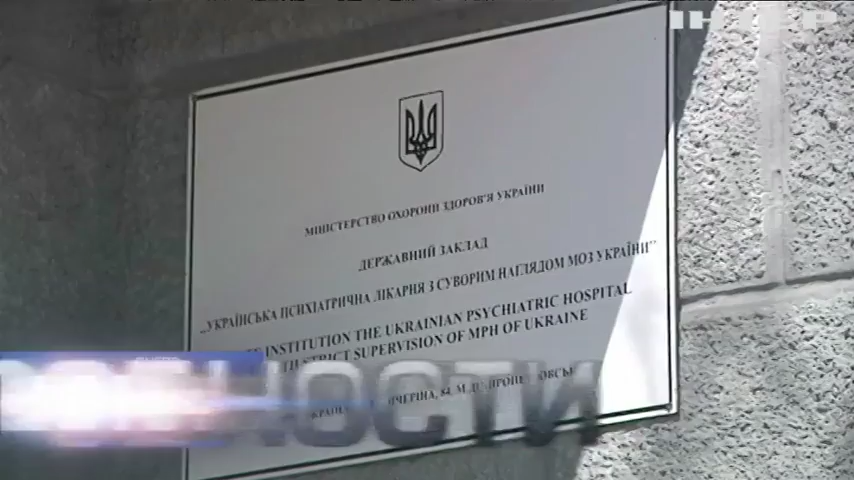 ІНТЕР
МІНІСТЕРСТВО ОХОРОНИ ЗДОРОВ'Я УКРАЇНИ
ДЕРЖАВНИЙ ЗАКЛАД
„УКРАЇНСЬКА ПСИХІАТРИЧНА ЛІКАРНЯ З СУВОРИМ НАГЛЯДОМ МОЗ УКРАЇНИ"
INSTITUTION THE UKRAINIAN PSYCHIATRIC HOSPITAL
STRICT SUPERVISION OF MPH OF UKRAINE
84, М.